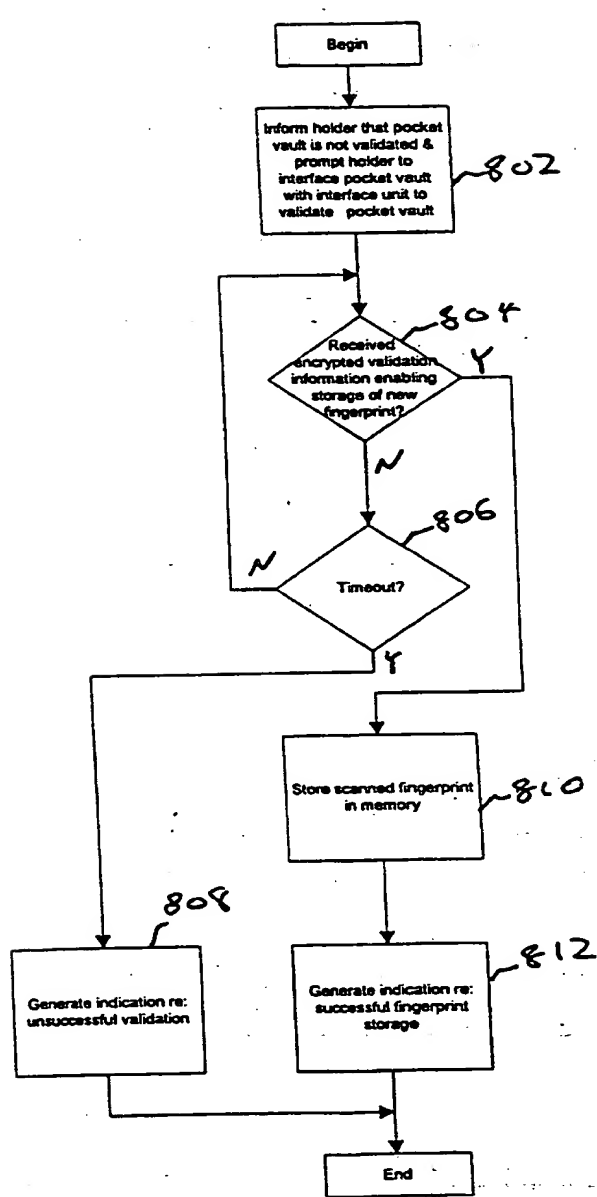 Begin
Inform holder that pocket
vault is not validated &
prompt holder to
interface pocket vault
with interface unit to
validate pocket vault
802
804
Received
encrypted validation
information enabling
storage of new
fingerprint?
Y
N
806
N
Timeout?
Y
Store scanned fingerprint
in memory
810
808
812
Generate indication re:
unsuccessful validation
Generate indication re:
successful fingerprint
storage
End